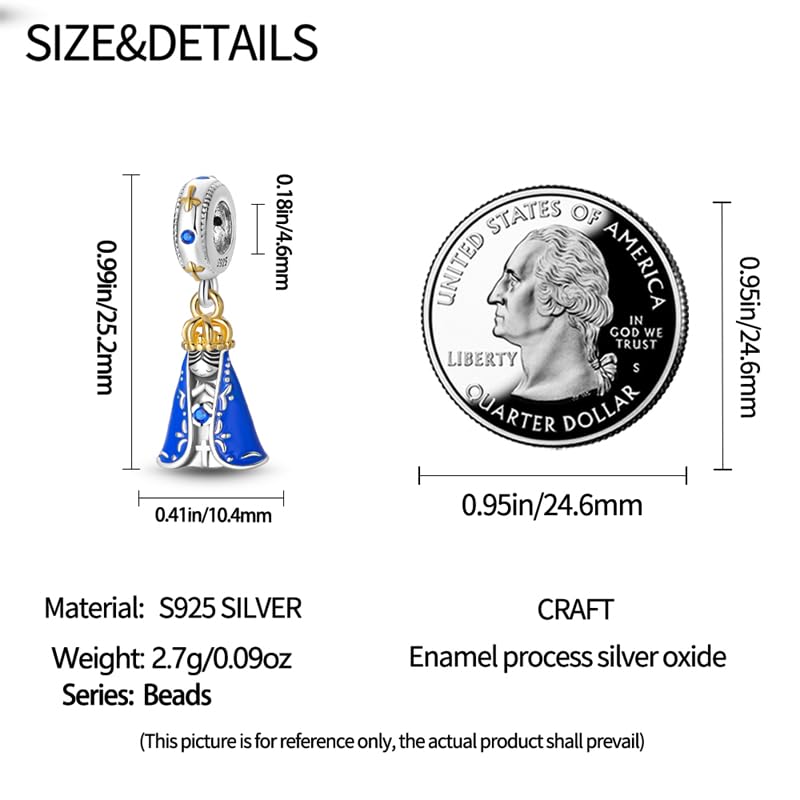 SIZE&DETAILS
0.99in/25.2mm
0.18in/4.6mm
S925
0.41in/10.4mm
UNITED STATES OF AMERICA
LIBERTY
IN
GOD WE
TRUST
S
QUARTER DOLLAR
0.95in/24.6mm
0.95in/24.6mm
Material: S925 SILVER
Weight: 2.7g/0.09oz
Series: Beads
CRAFT
Enamel process silver oxide
(This picture is for reference only, the actual product shall prevail)